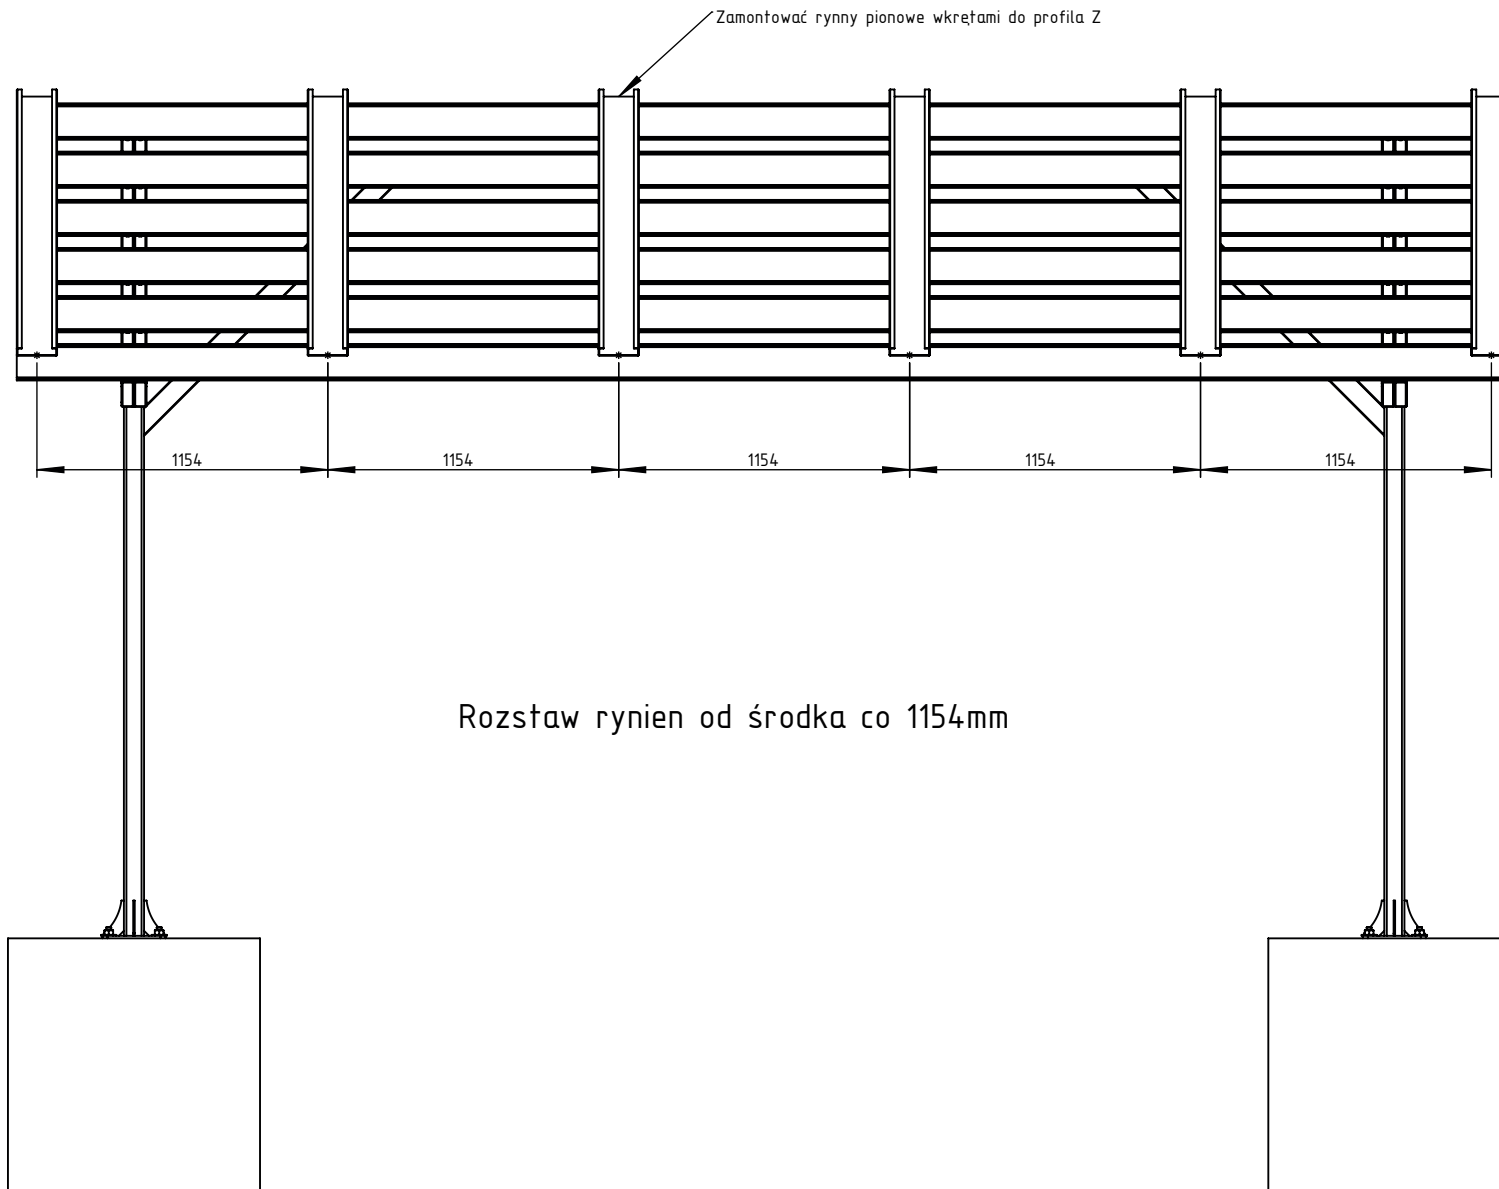 Zamontować rynny pionowe wkrętami do profila Z
1154 1154 1154 1154 1154
Rozstaw rynien od środka co 1154mm